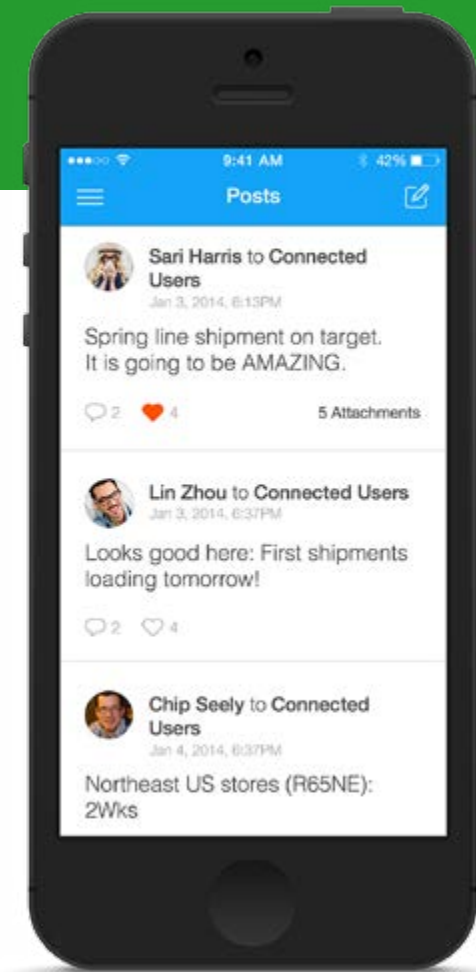 9:41 AM
42%
Posts
Sari Harris to Connected
Users
Jan 3, 2014, 6:13PM
Spring line shipment on target.
It is going to be AMAZING.
2
4
5 Attachments
Lin Zhou to Connected Users
Jan 3, 2014, 6:37PM
Looks good here: First shipments
loading tomorrow!
2
4
Chip Seely to Connected
Users
Jan 4, 2014, 6:37PM
Northeast US stores (R65NE):
2Wks